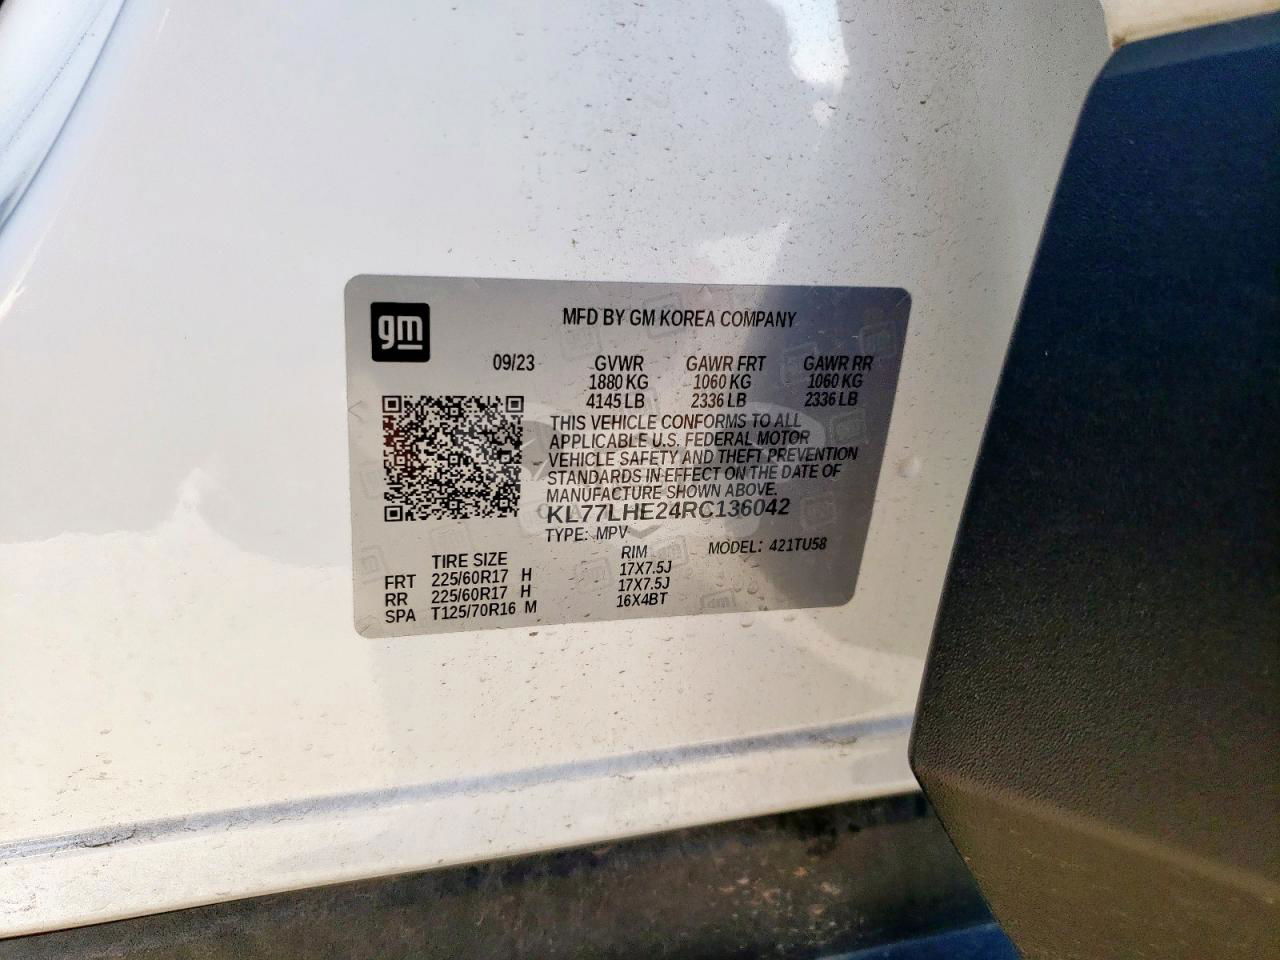 gm
MFD BY GM KOREA COMPANY
09/23 GVWR GAWR FRT GAWR RR
1880 KG 1060 KG 1060 KG
4145 LB 2336 LB 2336 LB
THIS VEHICLE CONFORMS TO ALL
APPLICABLE U.S. FEDERAL MOTOR
VEHICLE SAFETY AND THEFT PREVENTION
STANDARDS IN EFFECT ON THE DATE OF
MANUFACTURE SHOWN ABOVE.
KL77LHE24RC136042
TYPE: MPV
MODEL: 421TU58
TIRE SIZE RIM
FRT 225/60R17 H 17X7.5J
RR 225/60R17 H 17X7.5J
SPA T125/70R16 M 16X4BT